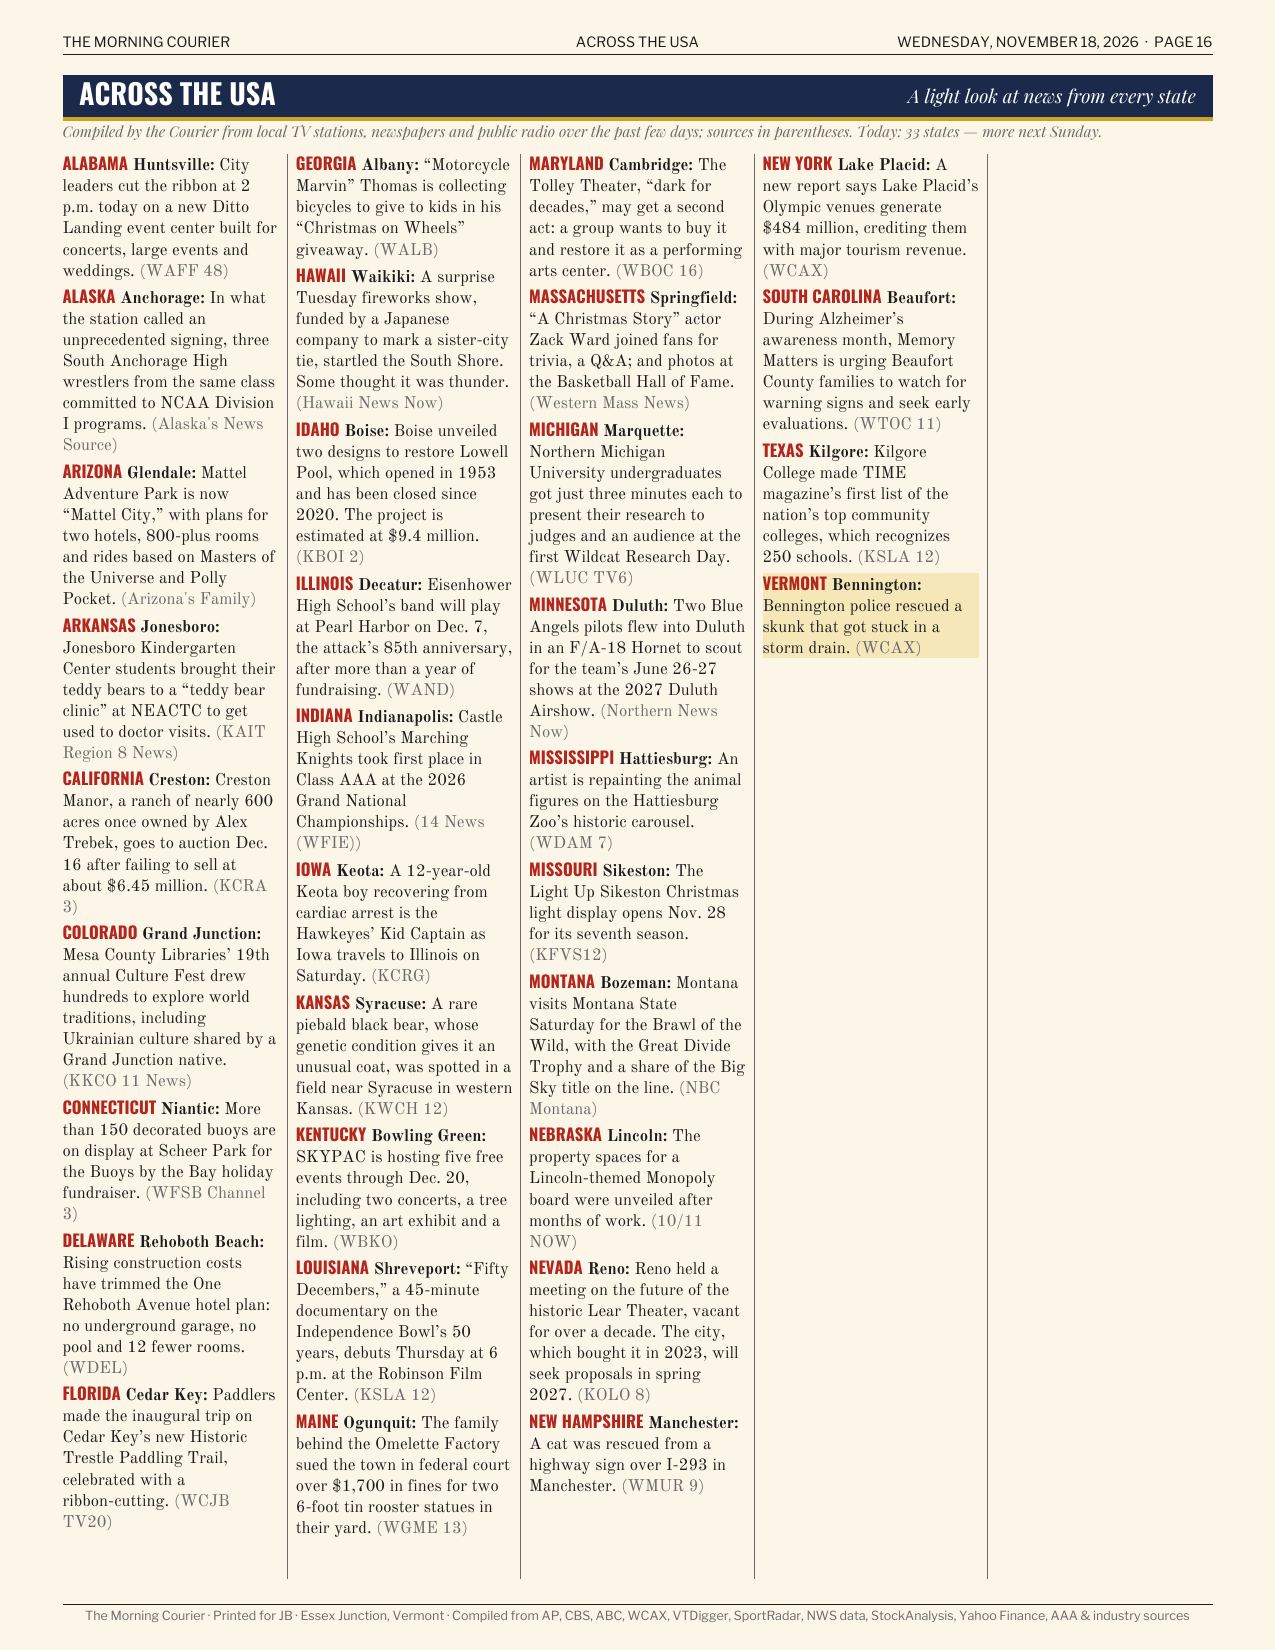 THE MORNING COURIER
ACROSS THE USA
WEDNESDAY, NOVEMBER 18, 2026 · PAGE 16
ACROSS THE USA
A light look at news from every state
Compiled by the Courier from local TV stations, newspapers and public radio over the past few days; sources in parentheses. Today: 33 states — more next Sunday.
ALABAMA Huntsville: City
leaders cut the ribbon at 2
p.m. today on a new Ditto
Landing event center built for
concerts, large events and
weddings. (WAFF 48)
ALASKA Anchorage: In what
the station called an
unprecedented signing, three
South Anchorage High
wrestlers from the same class
committed to NCAA Division
I programs. (Alaska's News
Source)
ARIZONA Glendale: Mattel
Adventure Park is now
“Mattel City,” with plans for
two hotels, 800-plus rooms
and rides based on Masters of
the Universe and Polly
Pocket. (Arizona's Family)
ARKANSAS Jonesboro:
Jonesboro Kindergarten
Center students brought their
teddy bears to a “teddy bear
clinic” at NEACTC to get
used to doctor visits. (KAIT
Region 8 News)
CALIFORNIA Creston: Creston
Manor, a ranch of nearly 600
acres once owned by Alex
Trebek, goes to auction Dec.
16 after failing to sell at
about $6.45 million. (KCRA
3)
COLORADO Grand Junction:
Mesa County Libraries’ 19th
annual Culture Fest drew
hundreds to explore world
traditions, including
Ukrainian culture shared by a
Grand Junction native.
(KKCO 11 News)
CONNECTICUT Niantic: More
than 150 decorated buoys are
on display at Scheer Park for
the Buoys by the Bay holiday
fundraiser. (WFSB Channel
3)
DELAWARE Rehoboth Beach:
Rising construction costs
have trimmed the One
Rehoboth Avenue hotel plan:
no underground garage, no
pool and 12 fewer rooms.
(WDEL)
FLORIDA Cedar Key: Paddlers
made the inaugural trip on
Cedar Key’s new Historic
Trestle Paddling Trail,
celebrated with a
ribbon-cutting. (WCJB
TV20)
GEORGIA Albany: “Motorcycle
Marvin” Thomas is collecting
bicycles to give to kids in his
“Christmas on Wheels”
giveaway. (WALB)
HAWAII Waikiki: A surprise
Tuesday fireworks show,
funded by a Japanese
company to mark a sister-city
tie, startled the South Shore.
Some thought it was thunder.
(Hawaii News Now)
IDAHO Boise: Boise unveiled
two designs to restore Lowell
Pool, which opened in 1953
and has been closed since
2020. The project is
estimated at $9.4 million.
(KBOI 2)
ILLINOIS Decatur: Eisenhower
High School’s band will play
at Pearl Harbor on Dec. 7,
the attack’s 85th anniversary,
after more than a year of
fundraising. (WAND)
INDIANA Indianapolis: Castle
High School’s Marching
Knights took first place in
Class AAA at the 2026
Grand National
Championships. (14 News
(WFIE))
IOWA Keota: A 12-year-old
Keota boy recovering from
cardiac arrest is the
Hawkeyes’ Kid Captain as
Iowa travels to Illinois on
Saturday. (KCRG)
KANSAS Syracuse: A rare
piebald black bear, whose
genetic condition gives it an
unusual coat, was spotted in a
field near Syracuse in western
Kansas. (KWCH 12)
KENTUCKY Bowling Green:
SKYPAC is hosting five free
events through Dec. 20,
including two concerts, a tree
lighting, an art exhibit and a
film. (WBKO)
LOUISIANA Shreveport: “Fifty
Decembers,” a 45-minute
documentary on the
Independence Bowl’s 50
years, debuts Thursday at 6
p.m. at the Robinson Film
Center. (KSLA 12)
MAINE Ogunquit: The family
behind the Omelette Factory
sued the town in federal court
over $1,700 in fines for two
6-foot tin rooster statues in
their yard. (WGME 13)
MARYLAND Cambridge: The
Tolley Theater, “dark for
decades,” may get a second
act: a group wants to buy it
and restore it as a performing
arts center. (WBOC 16)
MASSACHUSETTS Springfield:
“A Christmas Story” actor
Zack Ward joined fans for
trivia, a Q&A; and photos at
the Basketball Hall of Fame.
(Western Mass News)
MICHIGAN Marquette:
Northern Michigan
University undergraduates
got just three minutes each to
present their research to
judges and an audience at the
first Wildcat Research Day.
(WLUC TV6)
MINNESOTA Duluth: Two Blue
Angels pilots flew into Duluth
in an F/A-18 Hornet to scout
for the team’s June 26-27
shows at the 2027 Duluth
Airshow. (Northern News
Now)
MISSISSIPPI Hattiesburg: An
artist is repainting the animal
figures on the Hattiesburg
Zoo’s historic carousel.
(WDAM 7)
MISSOURI Sikeston: The
Light Up Sikeston Christmas
light display opens Nov. 28
for its seventh season.
(KFVS12)
MONTANA Bozeman: Montana
visits Montana State
Saturday for the Brawl of the
Wild, with the Great Divide
Trophy and a share of the Big
Sky title on the line. (NBC
Montana)
NEBRASKA Lincoln: The
property spaces for a
Lincoln-themed Monopoly
board were unveiled after
months of work. (10/11
NOW)
NEVADA Reno: Reno held a
meeting on the future of the
historic Lear Theater, vacant
for over a decade. The city,
which bought it in 2023, will
seek proposals in spring
2027. (KOLO 8)
NEW HAMPSHIRE Manchester:
A cat was rescued from a
highway sign over I-293 in
Manchester. (WMUR 9)
NEW YORK Lake Placid: A
new report says Lake Placid’s
Olympic venues generate
$484 million, crediting them
with major tourism revenue.
(WCAX)
SOUTH CAROLINA Beaufort:
During Alzheimer’s
awareness month, Memory
Matters is urging Beaufort
County families to watch for
warning signs and seek early
evaluations. (WTOC 11)
TEXAS Kilgore: Kilgore
College made TIME
magazine’s first list of the
nation’s top community
colleges, which recognizes
250 schools. (KSLA 12)
VERMONT Bennington:
Bennington police rescued a
skunk that got stuck in a
storm drain. (WCAX)
The Morning Courier · Printed for JB · Essex Junction, Vermont · Compiled from AP, CBS, ABC, WCAX, VTDigger, SportRadar, NWS data, StockAnalysis, Yahoo Finance, AAA & industry sources